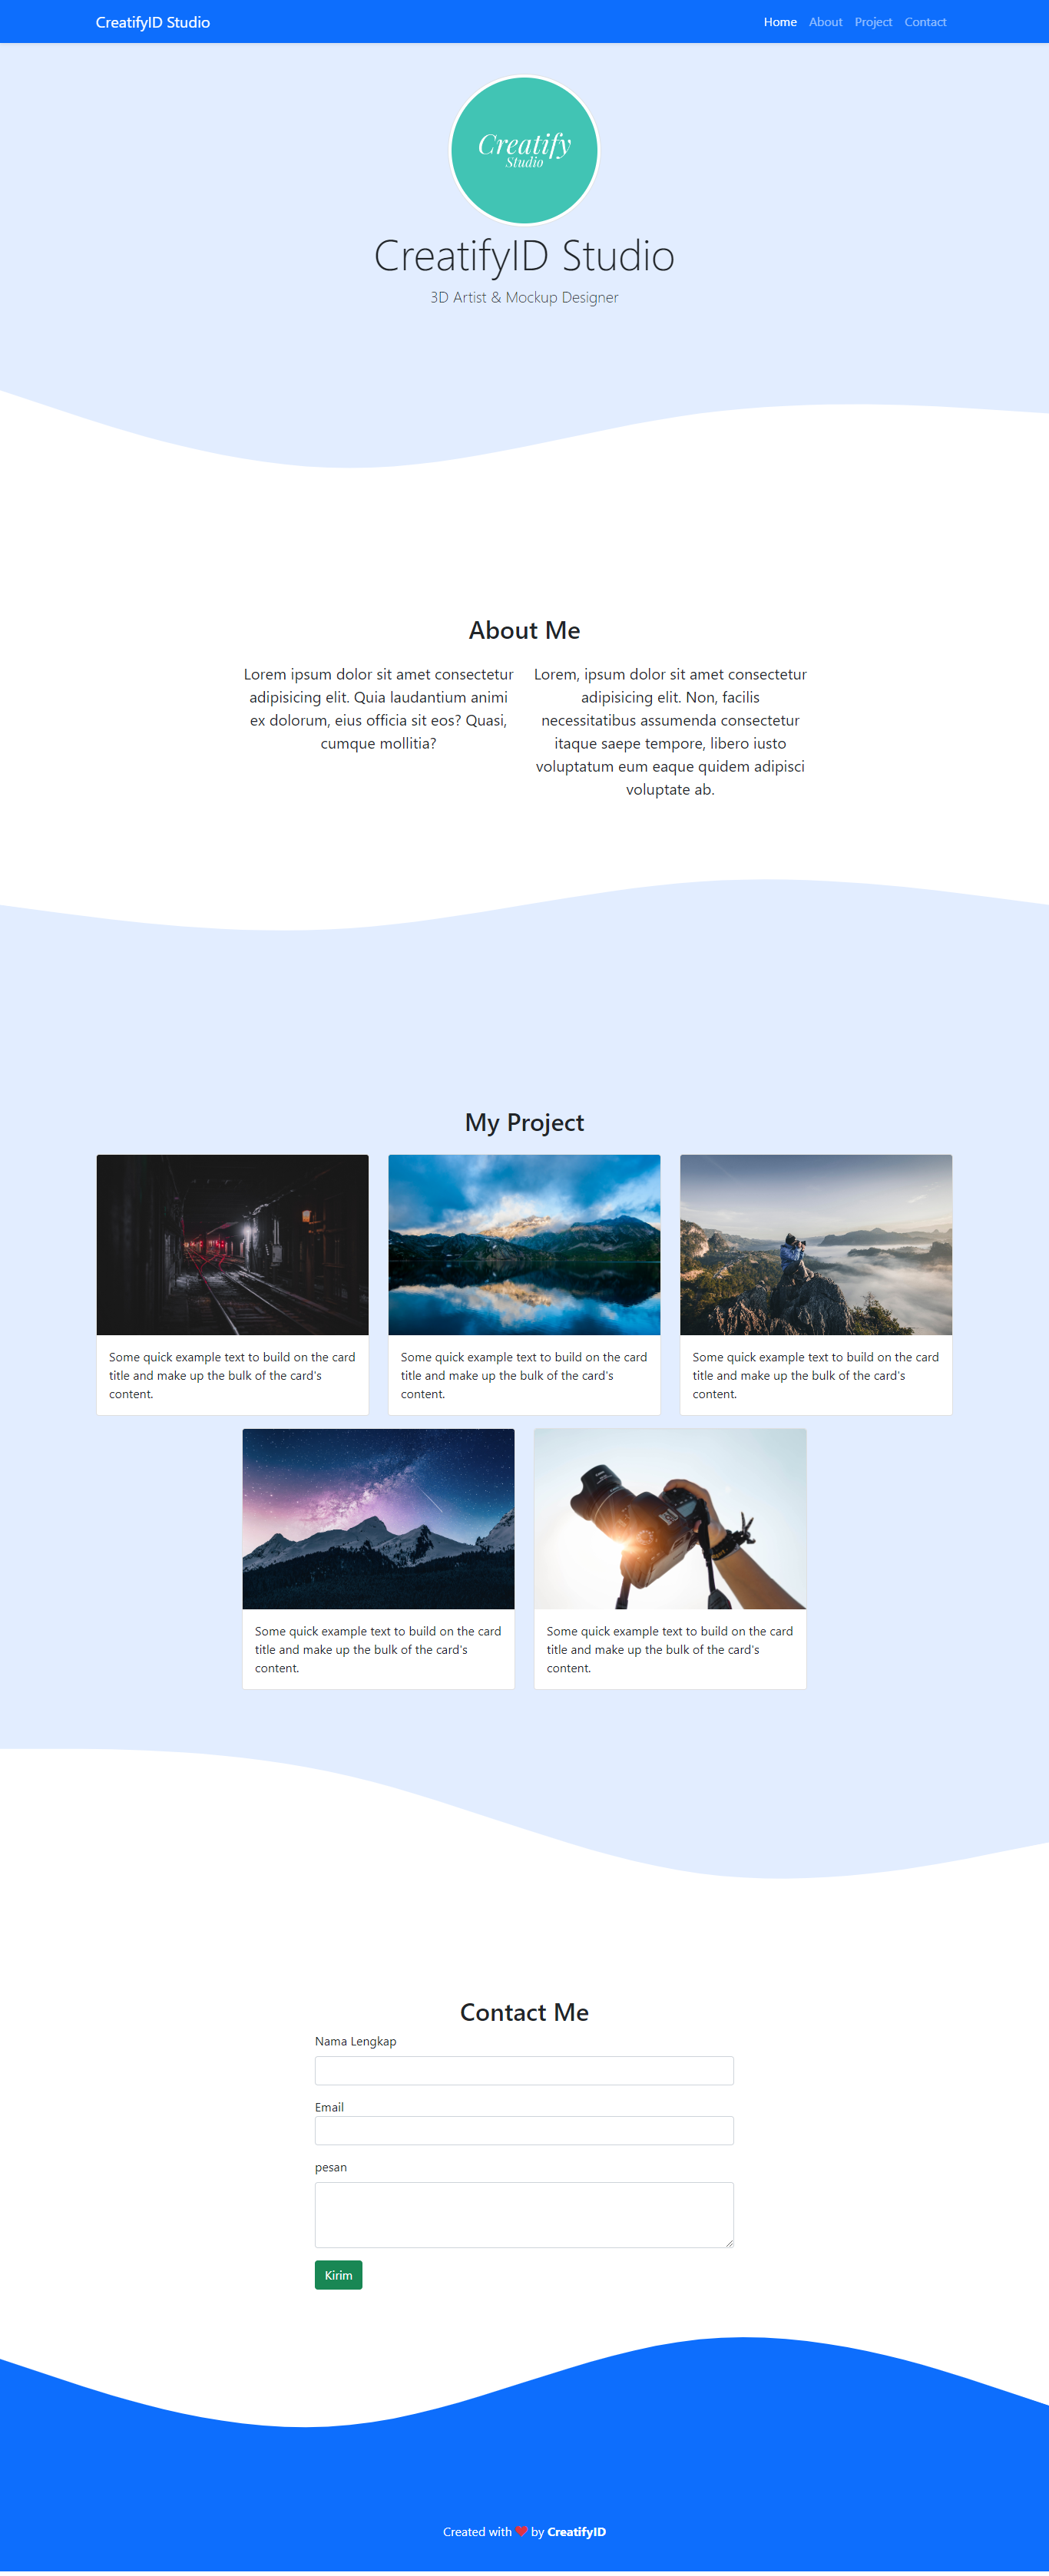 CreatifyID Studio
Home About Project Contact
Creatify
Studio
CreatifyID Studio
3D Artist & Mockup Designer
About Me
Lorem ipsum dolor sit amet consectetur
adipisicing elit. Quia laudantium animi
ex dolorum, eius officia sit eos? Quasi,
cumque mollitia?
Lorem, ipsum dolor sit amet consectetur
adipisicing elit. Non, facilis
necessitatibus assumenda consectetur
itaque saepe tempore, libero iusto
voluptatum eum eaque quidem adipisci
voluptate ab.
My Project
Some quick example text to build on the card
title and make up the bulk of the card's
content.
Some quick example text to build on the card
title and make up the bulk of the card's
content.
Some quick example text to build on the card
title and make up the bulk of the card's
content.
Some quick example text to build on the card
title and make up the bulk of the card's
content.
Some quick example text to build on the card
title and make up the bulk of the card's
content.
Contact Me
Nama Lengkap
Email
pesan
Kirim
Created with ❤ by CreatifyID